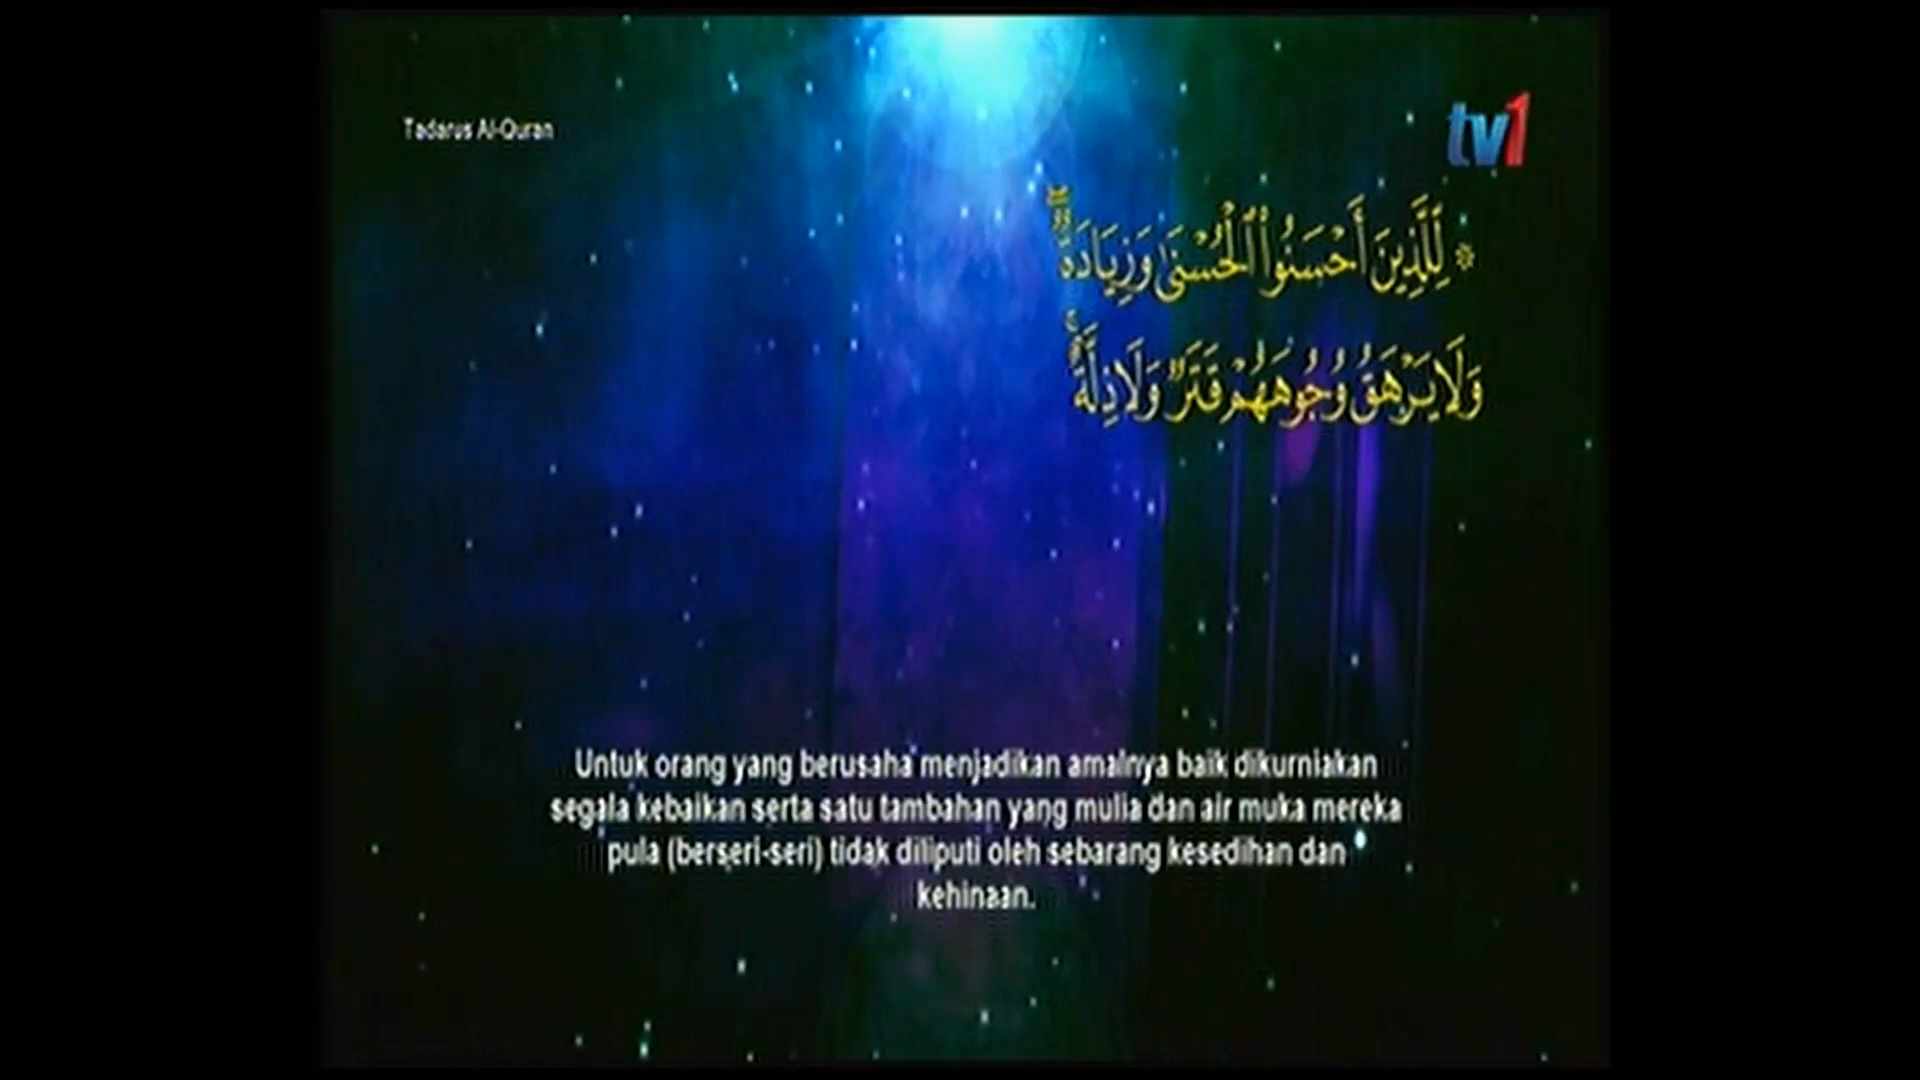 Tadarus Al-Quran
tv1
۞ لِّلَّذِينَ أَحْسَنُوا۟ ٱلْحُسْنَىٰ وَزِيَادَةٌۖ
وَلَا يَرْهَقُ وُجُوهَهُمْ قَتَرٌ وَلَا ذِلَّةٌۚ
Untuk orang yang berusaha menjadikan amalnya baik dikurniakan
segala kebaikan serta satu tambahan yang mulia dan air muka mereka
pula (berseri-seri) tidak diliputi oleh sebarang kesedihan dan
kehinaan.